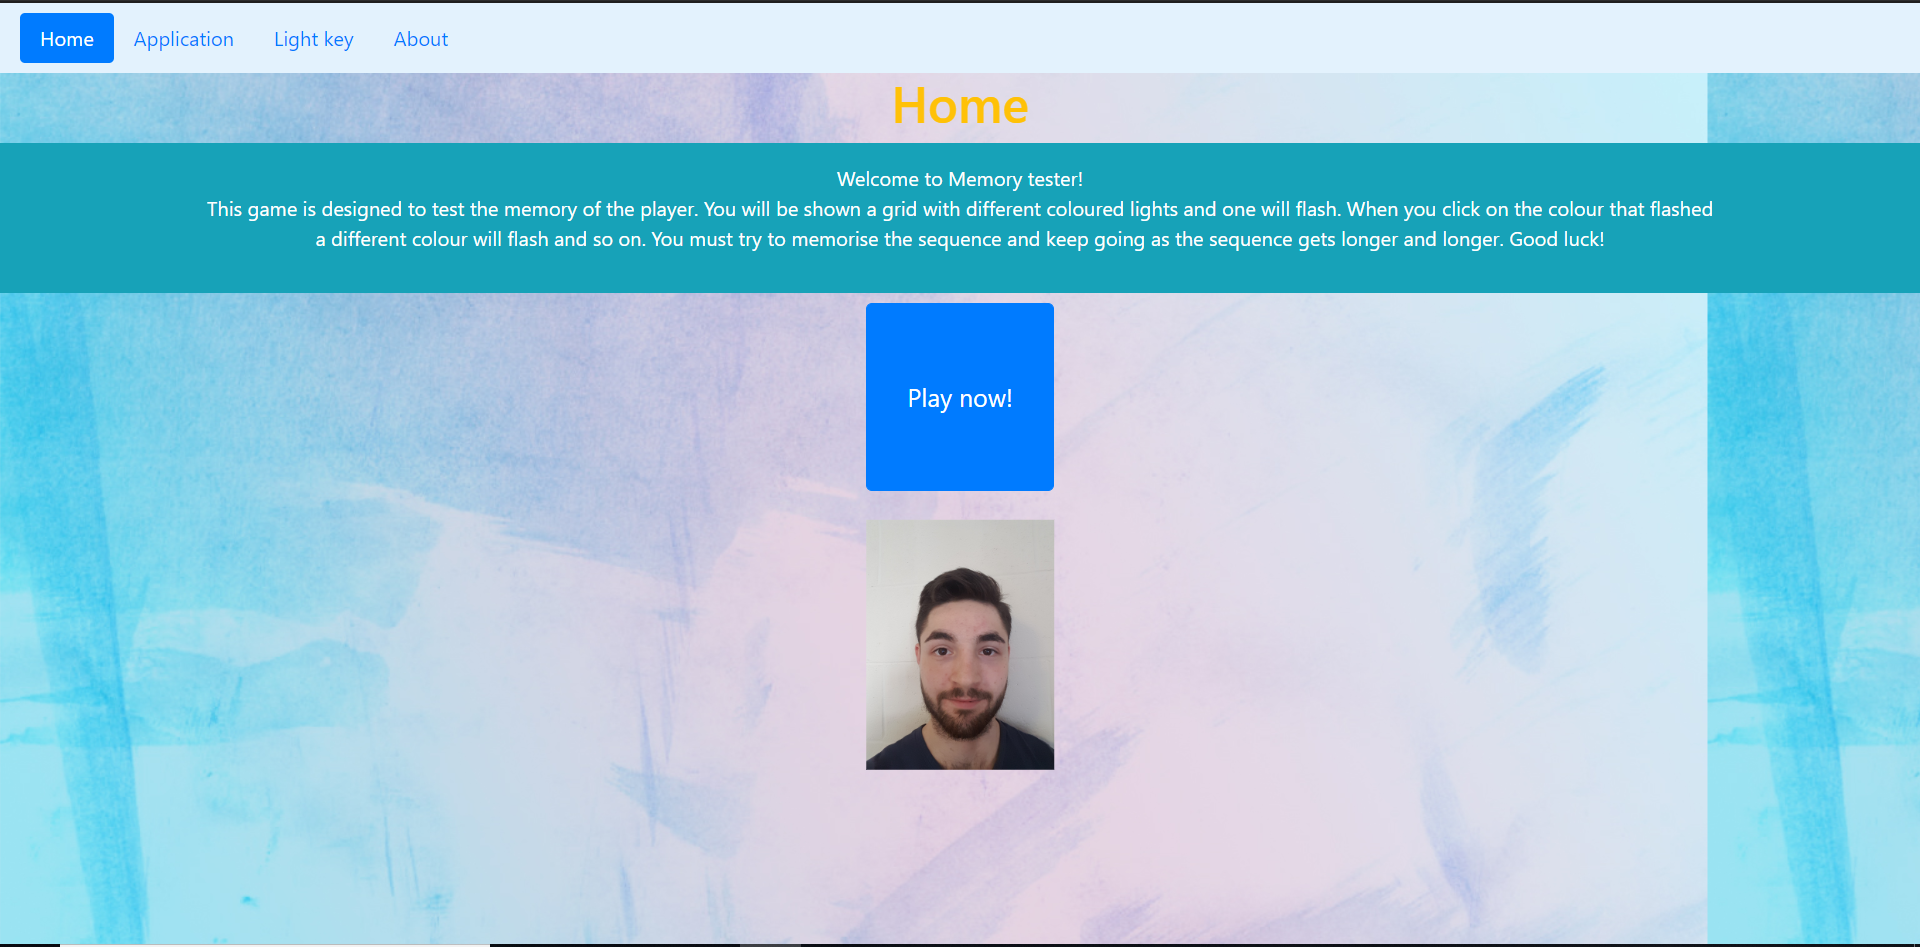 Home Application Light key About
Home
Welcome to Memory tester!
This game is designed to test the memory of the player. You will be shown a grid with different coloured lights and one will flash. When you click on the colour that flashed
a different colour will flash and so on. You must try to memorise the sequence and keep going as the sequence gets longer and longer. Good luck!
Play now!